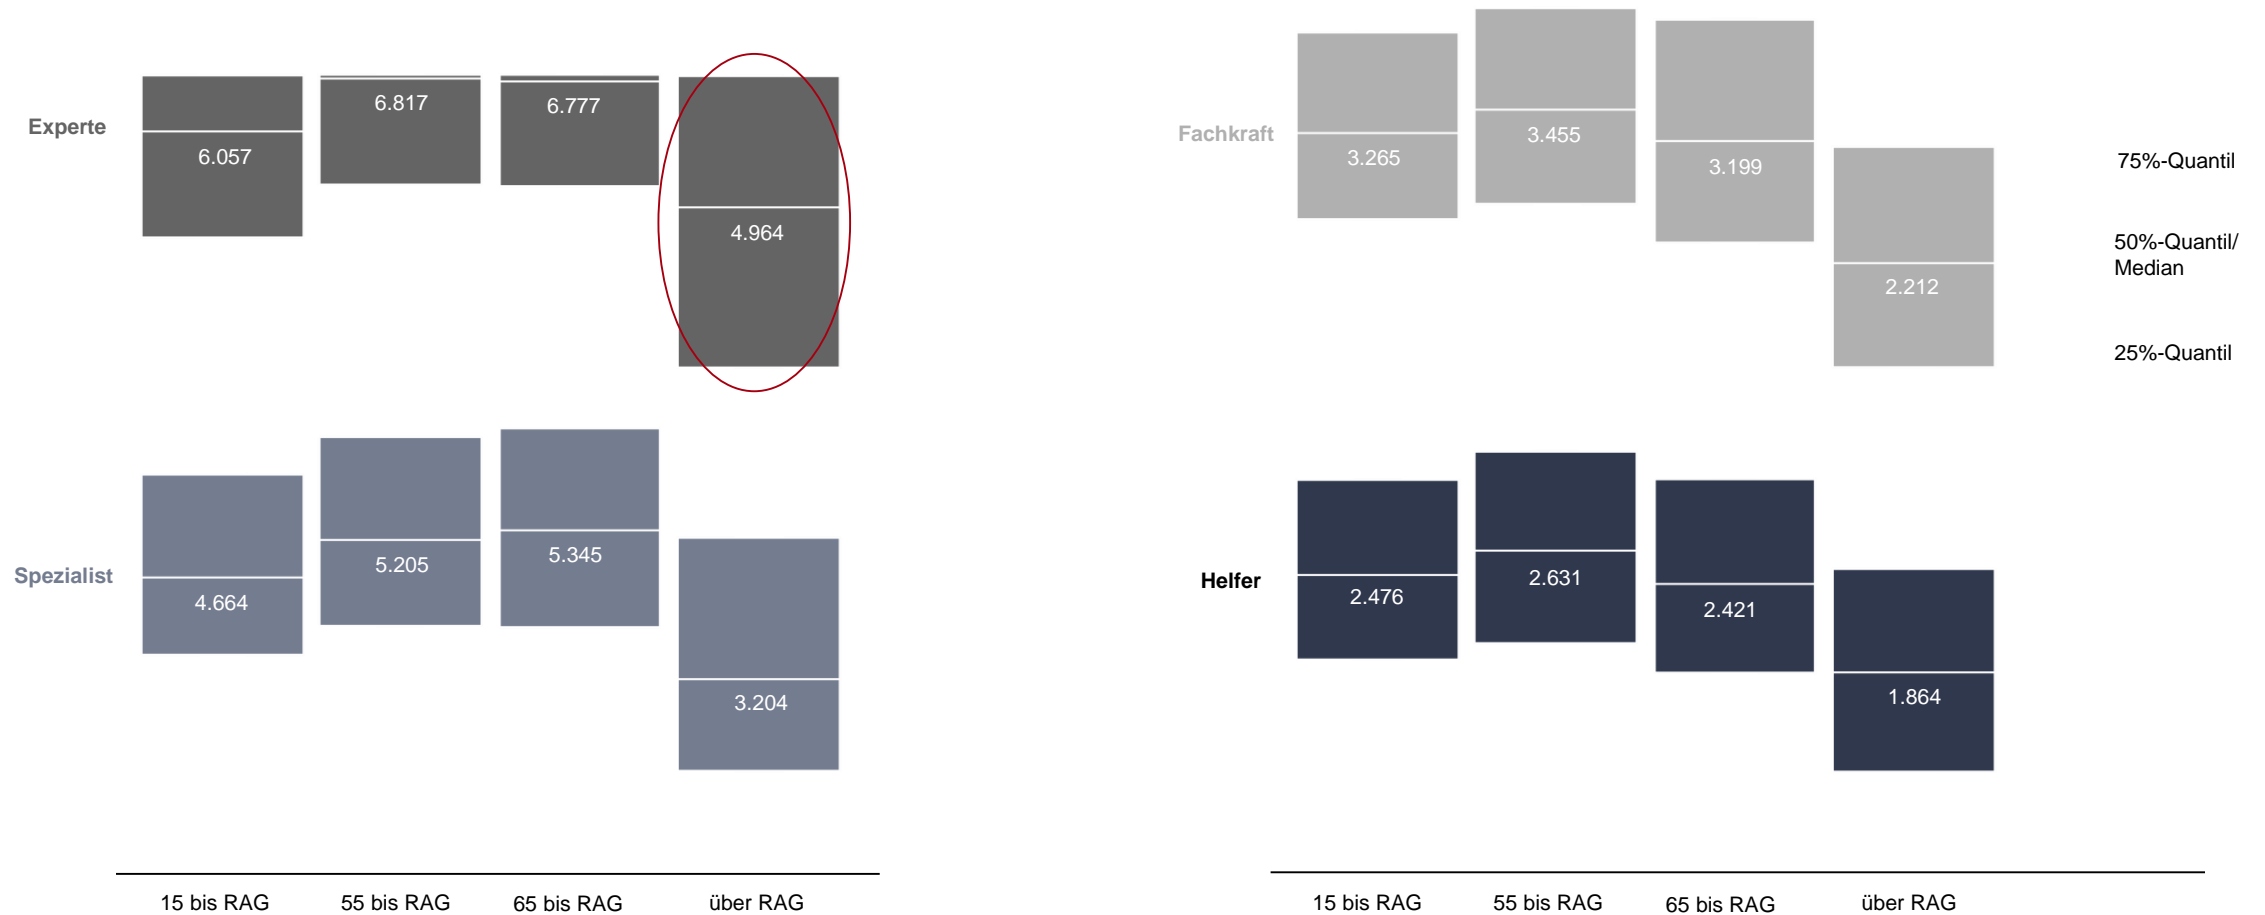 Experte
6.057
6.817
6.777
4.964
Spezialist
4.664
5.205
5.345
3.204
15 bis RAG
55 bis RAG
65 bis RAG
über RAG
Fachkraft
3.265
3.455
3.199
2.212
75%-Quantil
50%-Quantil/
Median
25%-Quantil
Helfer
2.476
2.631
2.421
1.864
15 bis RAG
55 bis RAG
65 bis RAG
über RAG